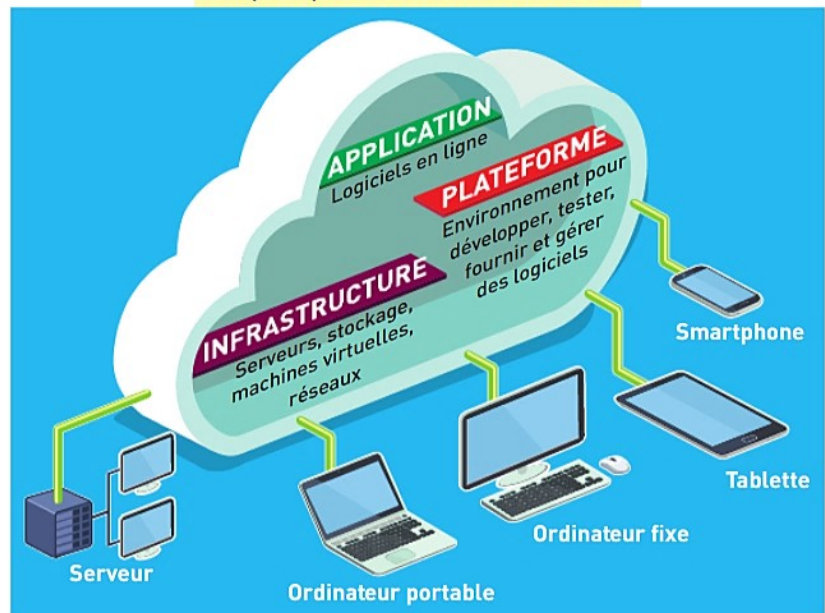 APPLICATION
Logiciels en ligne
PLATEFORME
Environnement pour
développer, tester,
fournir et gérer
des logiciels
INFRASTRUCTURE
Serveurs, stockage,
machines virtuelles,
réseaux
Smartphone
Tablette
Ordinateur fixe
Ordinateur portable
Serveur